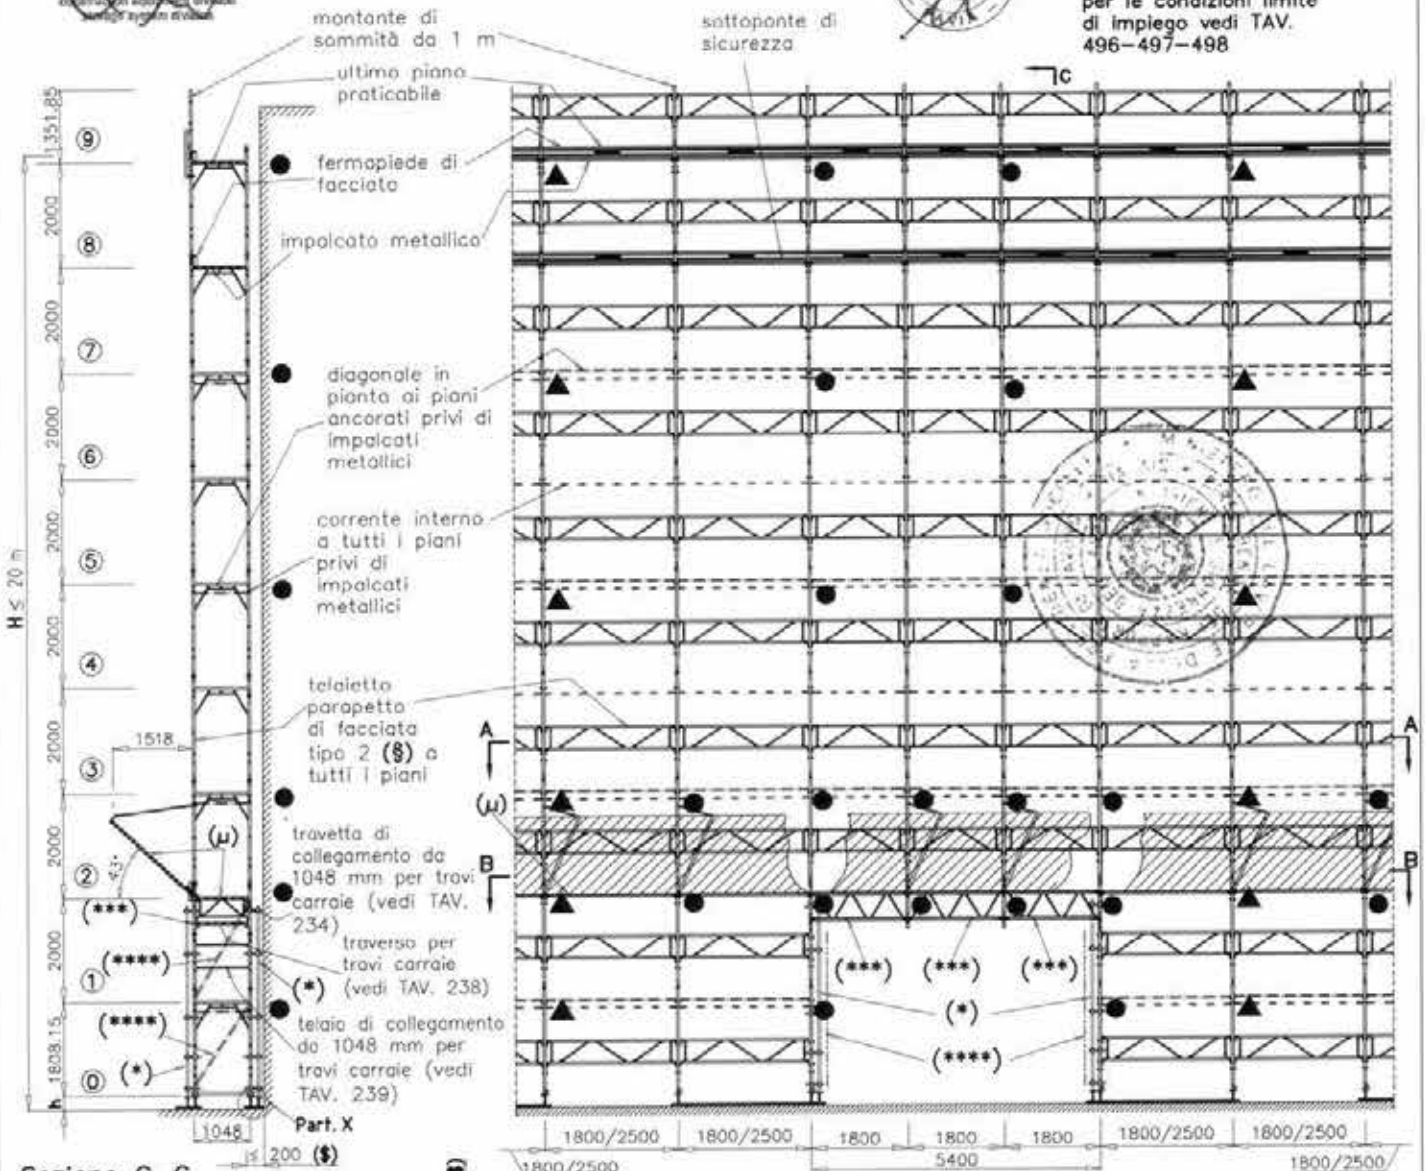 storage system division
montante di
sommità da 1 m
sottoponte di
sicurezza
per le condizioni limite
di impiego vedi TAV.
496-497-498
C
ultimo piano
praticabile
fermapiede di
facciata
impalcato metallico
diagonale in
pianta ai piani
ancorati privi di
impalcati
metallici
corrente interno
a tutti i piani
privi di
impalcati
metallici
telaietto
parapetto
di facciata
tipo 2 (§) a
tutti i piani
travetta di
collegamento da
1048 mm per travi
carraie (vedi TAV.
234)
traverso per
travi carraie
(vedi TAV. 238)
telaio di collegamento
da 1048 mm per
travi carraie (vedi
TAV. 239)
Part. X
H≤ 20 m
1351.85
2000
2000
2000
2000
2000
2000
2000
2000
1808.15
h
9
8
7
6
5
4
3
2
1
0
1518
43°
(µ)
(***)
(****)
(*)
(****)
(*)
1048
≤ 200 ($)
A
A
(µ)
B
B
(***)
(***)
(***)
(*)
(****)
1800/2500
1800/2500
1800
1800
1800
1800/2500
1800/2500
1800/2500
5400
1800/2500
Sezione C-C